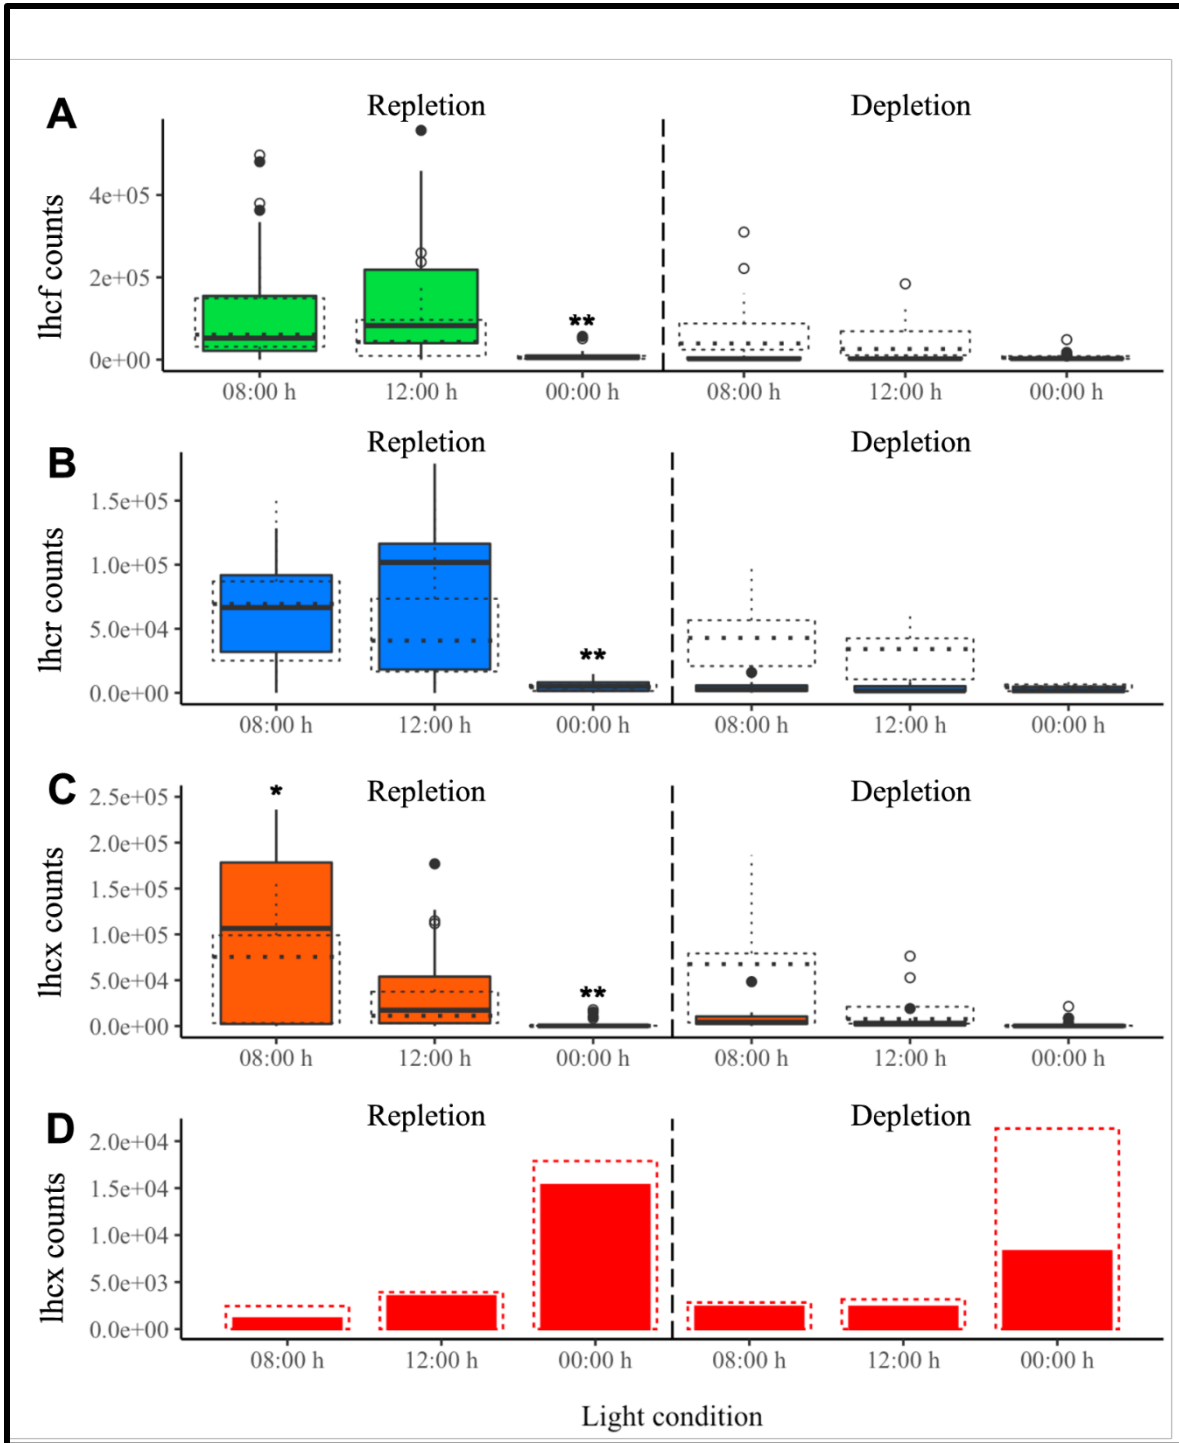 A
Repletion
Depletion
lhcf counts
4e+05
2e+05
0e+00
**
08:00 h
12:00 h
00:00 h
08:00 h
12:00 h
00:00 h
B
Repletion
Depletion
lhcr counts
1.5e+05
1.0e+05
5.0e+04
0.0e+00
**
08:00 h
12:00 h
00:00 h
08:00 h
12:00 h
00:00 h
C
Repletion
Depletion
lhcx counts
2.5e+05
2.0e+05
1.5e+05
1.0e+05
5.0e+04
0.0e+00
*
**
08:00 h
12:00 h
00:00 h
08:00 h
12:00 h
00:00 h
D
Repletion
Depletion
lhcx counts
2.0e+04
1.5e+04
1.0e+04
5.0e+03
0.0e+00
08:00 h
12:00 h
00:00 h
08:00 h
12:00 h
00:00 h
Light condition